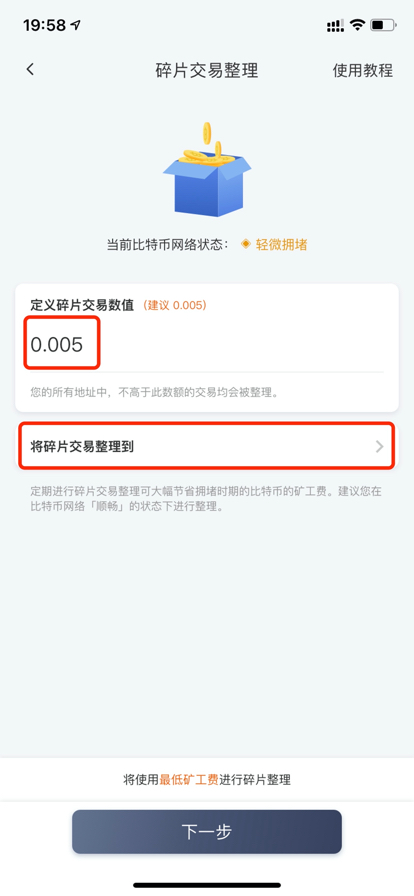 19:58
碎片交易整理
使用教程
当前比特币网络状态： 轻微拥堵
定义碎片交易数值 （建议 0.005）
0.005
您的所有地址中，不高于此数额的交易均会被整理。
将碎片交易整理到
定期进行碎片交易整理可大幅节省拥堵时期的比特币的矿工费。建议您在
比特币网络「顺畅」的状态下进行整理。
将使用最低矿工费进行碎片整理
下一步